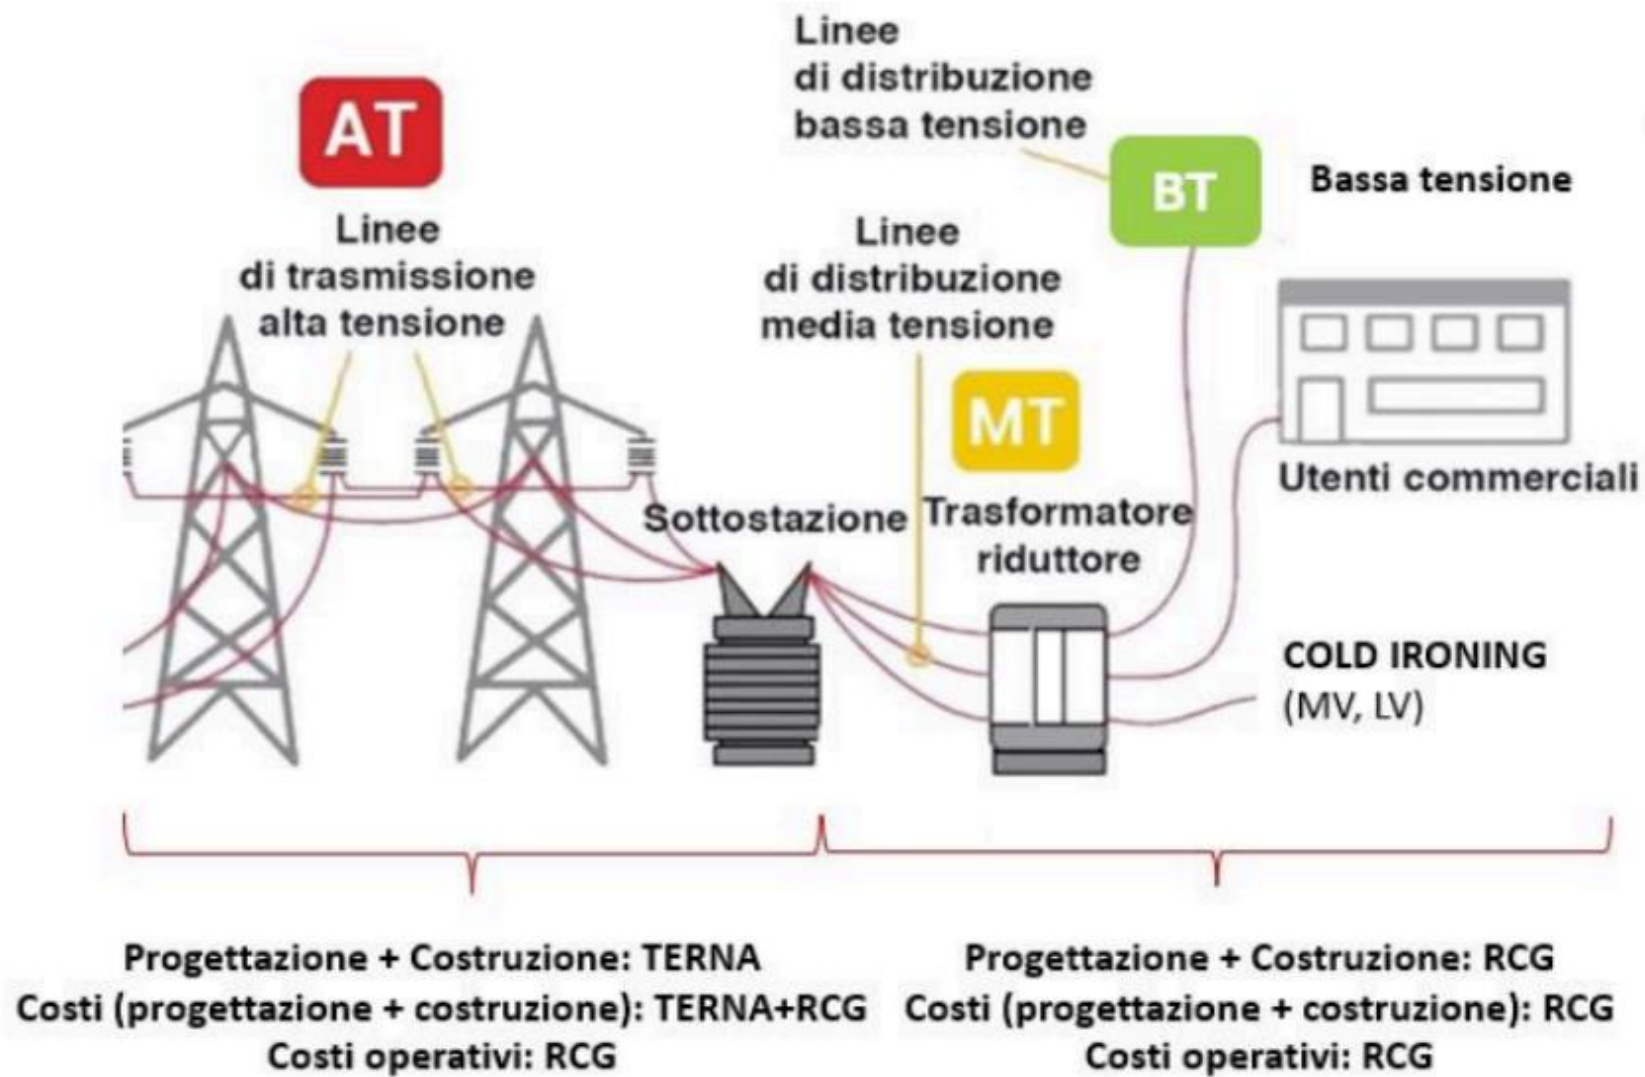 Linee
di distribuzione
bassa tensione
AT
BT
Bassa tensione
Linee
di trasmissione
alta tensione
Linee
di distribuzione
media tensione
MT
Utenti commerciali
Sottostazione
Trasformatore
riduttore
COLD IRONING
(MV, LV)
Progettazione + Costruzione: TERNA
Costi (progettazione + costruzione): TERNA+RCG
Costi operativi: RCG
Progettazione + Costruzione: RCG
Costi (progettazione + costruzione): RCG
Costi operativi: RCG